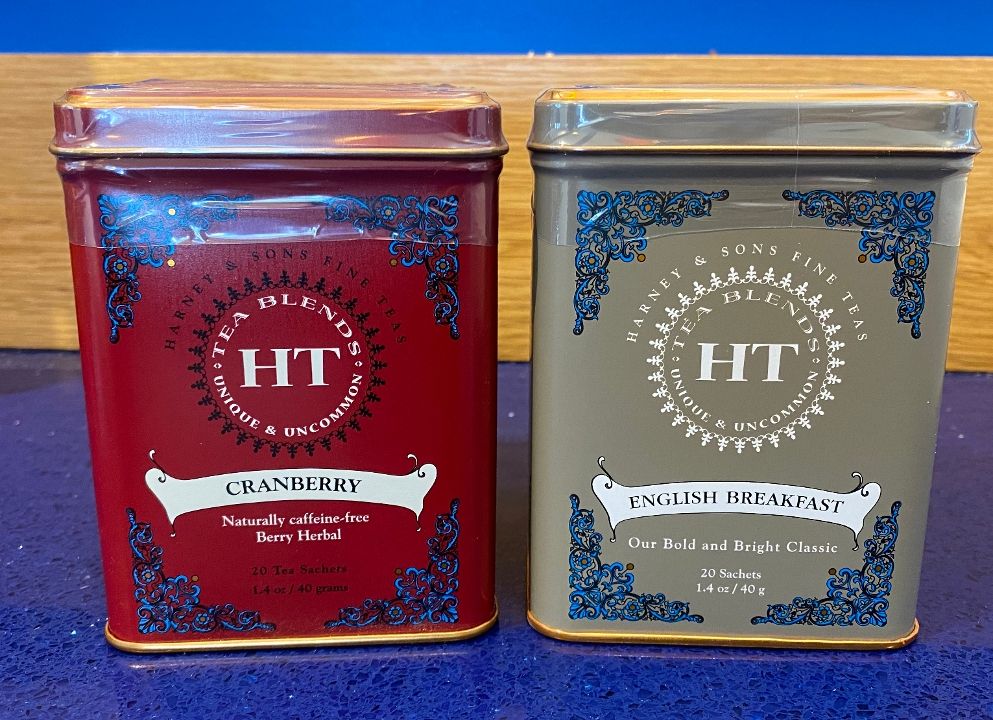 HARNEY & SONS FINE TEAS
TEA BLENDS
HT
UNIQUE & UNCOMMON
CRANBERRY
Naturally caffeine-free
Berry Herbal
20 Tea Sachets
1.4 oz / 40 grams
HARNEY & SONS FINE TEAS
TEA BLENDS
HT
UNIQUE & UNCOMMON
ENGLISH BREAKFAST
Our Bold and Bright Classic
20 Sachets
1.4 oz / 40 g